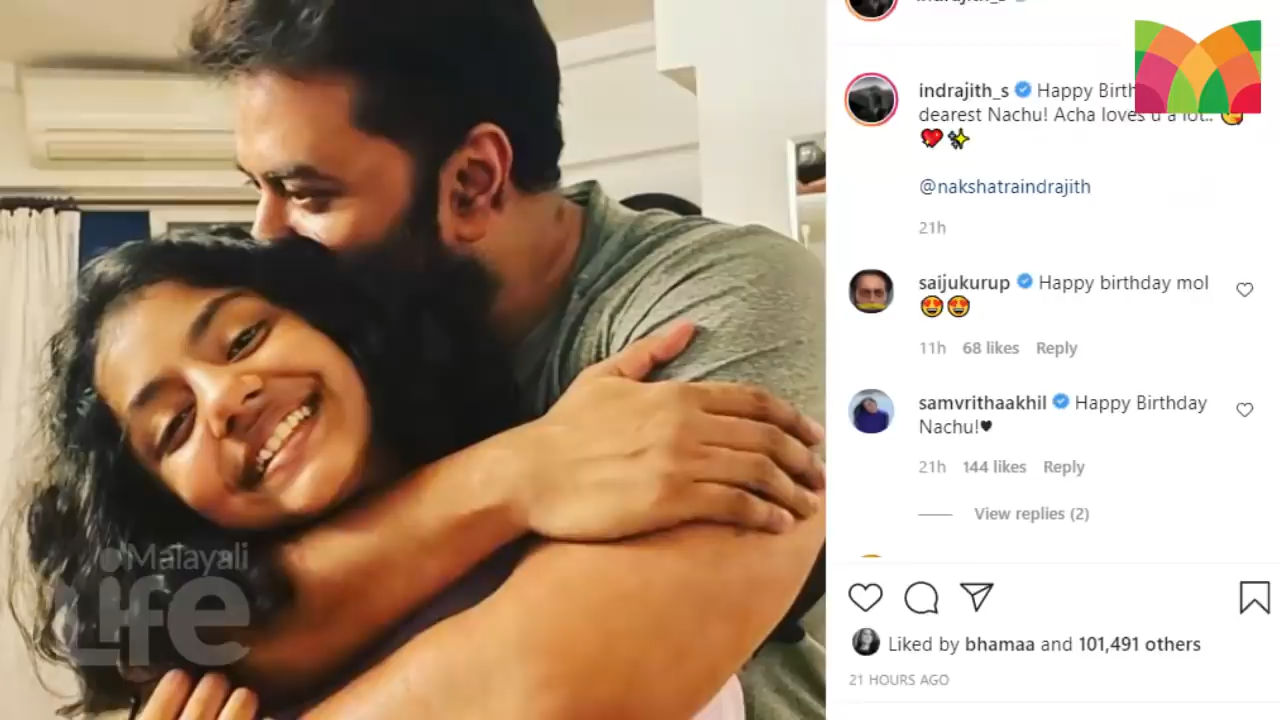 indrajith_s Happy Birth
dearest Nachu! Acha loves u a lot.. 😘
💖✨
@nakshatraindrajith
21h
saijukurup Happy birthday mol
😍😍
11h 68 likes Reply
samvrithaakhil Happy Birthday
Nachu!♥
21h 144 likes Reply
View replies (2)
Liked by bhamaa and 101,491 others
21 HOURS AGO
Malayali
Life